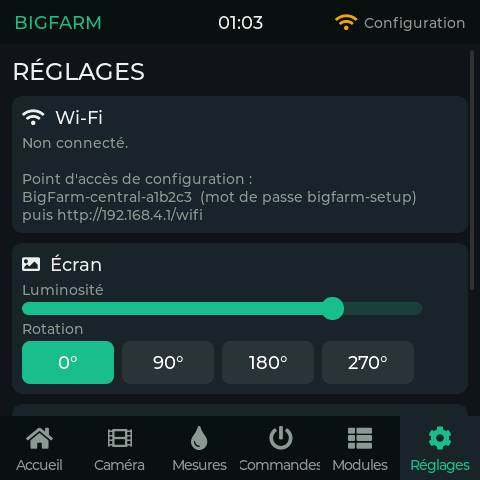 BIGFARM
01:03
Configuration
RÉGLAGES
Wi-Fi
Non connecté.
Point d'accès de configuration :
BigFarm-central-a1b2c3  (mot de passe bigfarm-setup)
puis http://192.168.4.1/wifi
Écran
Luminosité
Rotation
0° 90° 180° 270°
Accueil Caméra Mesures Commandes Modules Réglages